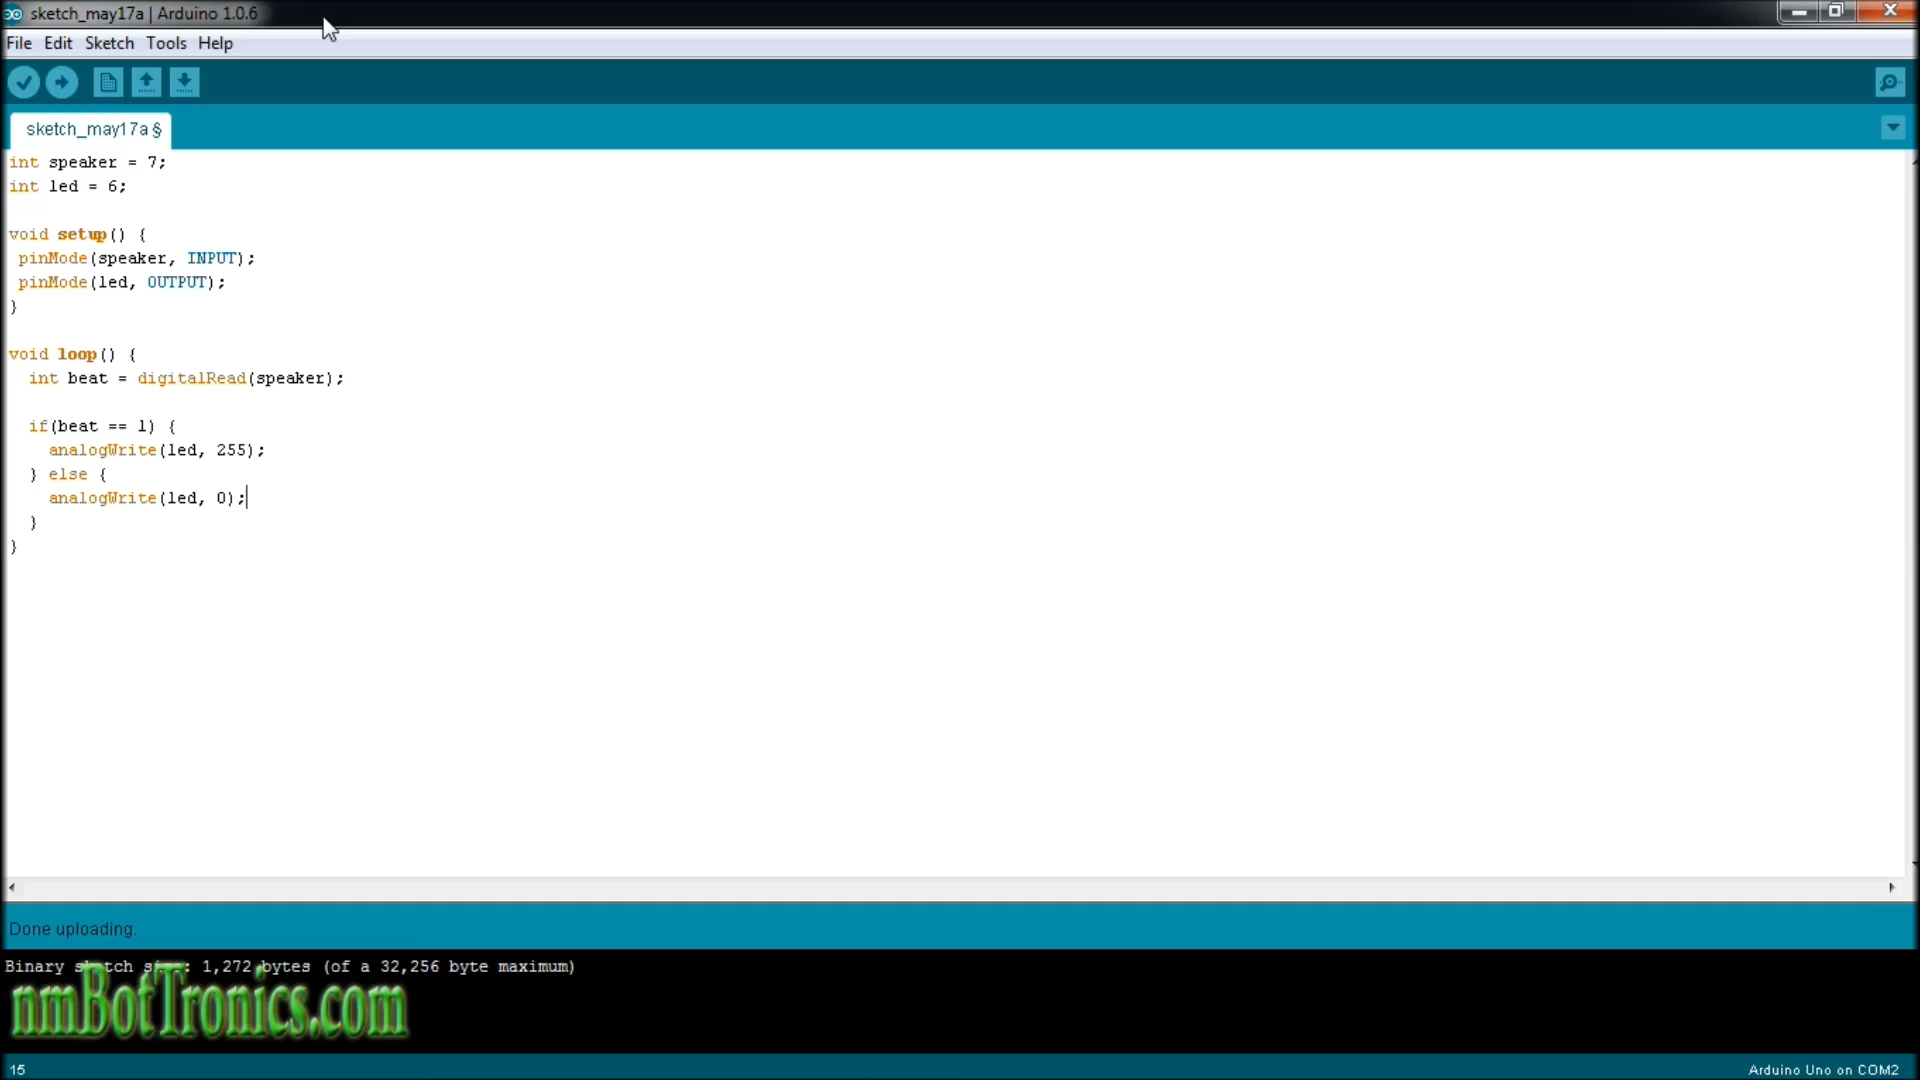 sketch_may17a | Arduino 1.0.6
File Edit Sketch Tools Help
sketch_may17a §
int speaker = 7;
int led = 6;
void setup() {
pinMode(speaker, INPUT);
pinMode(led, OUTPUT);
}
void loop() {
int beat = digitalRead(speaker);
if(beat == 1) {
analogWrite(led, 255);
} else {
analogWrite(led, 0);
}
}
Done uploading.
Binary sketch size: 1,272 bytes (of a 32,256 byte maximum)
nmBotTronics.com
15
Arduino Uno on COM2